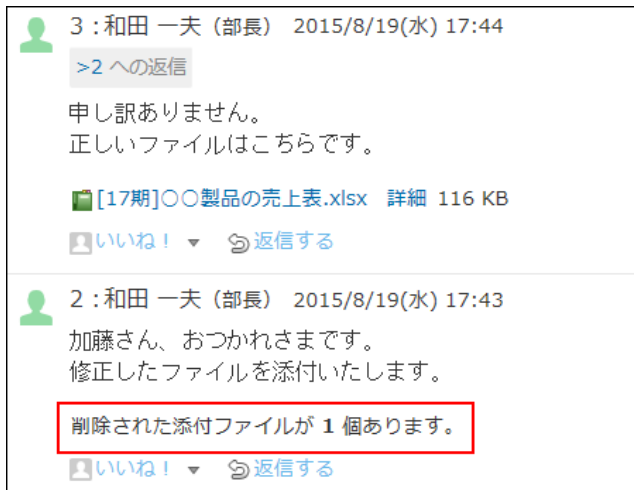 3 : 和田 一夫（部長） 2015/8/19(水) 17:44
>2 への返信
申し訳ありません。
正しいファイルはこちらです。
[17期]〇〇製品の売上表.xlsx 詳細 116 KB
いいね！ ▼ 返信する
2 : 和田 一夫（部長） 2015/8/19(水) 17:43
加藤さん、おつかれさまです。
修正したファイルを添付いたします。
削除された添付ファイルが 1 個あります。
いいね！ ▼ 返信する